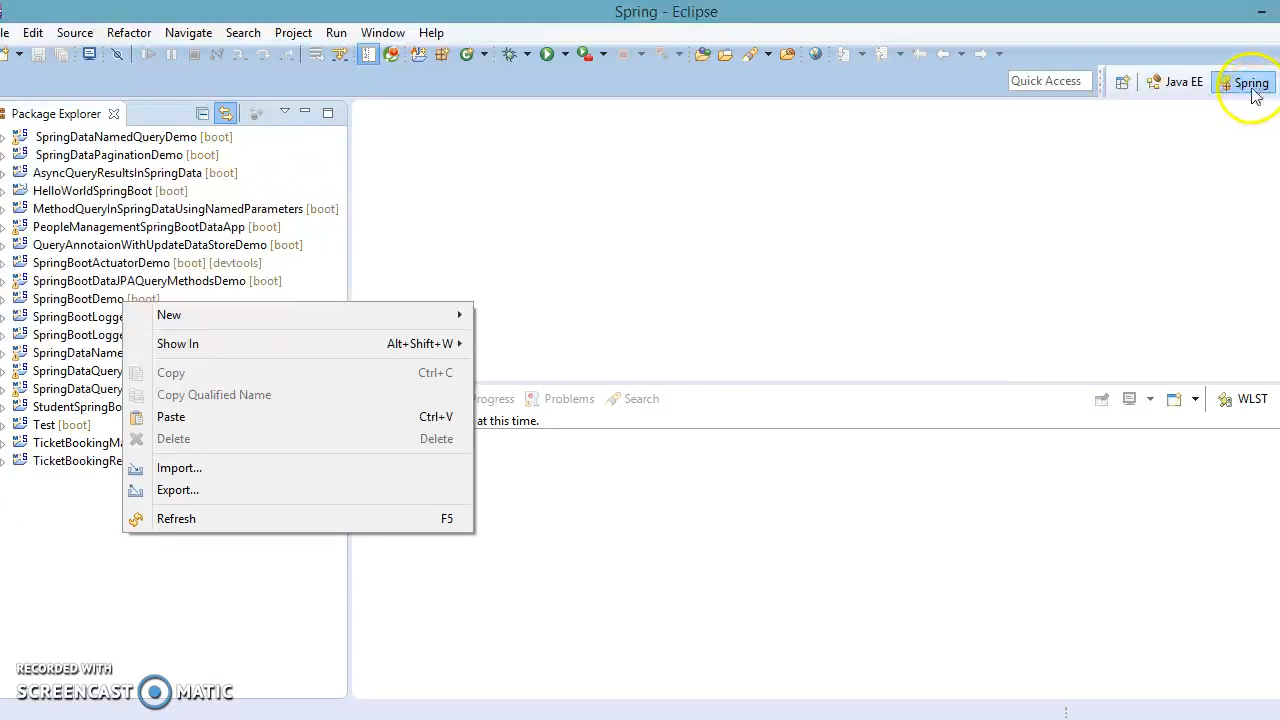 Spring - Eclipse
le Edit Source Refactor Navigate Search Project Run Window Help
Quick Access
Java EE
Spring
Package Explorer
SpringDataNamedQueryDemo [boot]
SpringDataPaginationDemo [boot]
AsyncQueryResultsInSpringData [boot]
HelloWorldSpringBoot [boot]
MethodQueryInSpringDataUsingNamedParameters [boot]
PeopleManagementSpringBootDataApp [boot]
QueryAnnotaionWithUpdateDataStoreDemo [boot]
SpringBootActuatorDemo [boot] [devtools]
SpringBootDataJPAQueryMethodsDemo [boot]
SpringBootDemo [boot]
SpringBootLogge
SpringBootLogge
SpringDataName
SpringDataQuery
SpringDataQuery
StudentSpringBo
Test [boot]
TicketBookingMa
TicketBookingRe
New
Show In Alt+Shift+W
Copy Ctrl+C
Copy Qualified Name
Paste Ctrl+V
Delete Delete
Import...
Export...
Refresh F5
rogress Problems Search
WLST
at this time.
RECORDED WITH
SCREENCAST MATIC